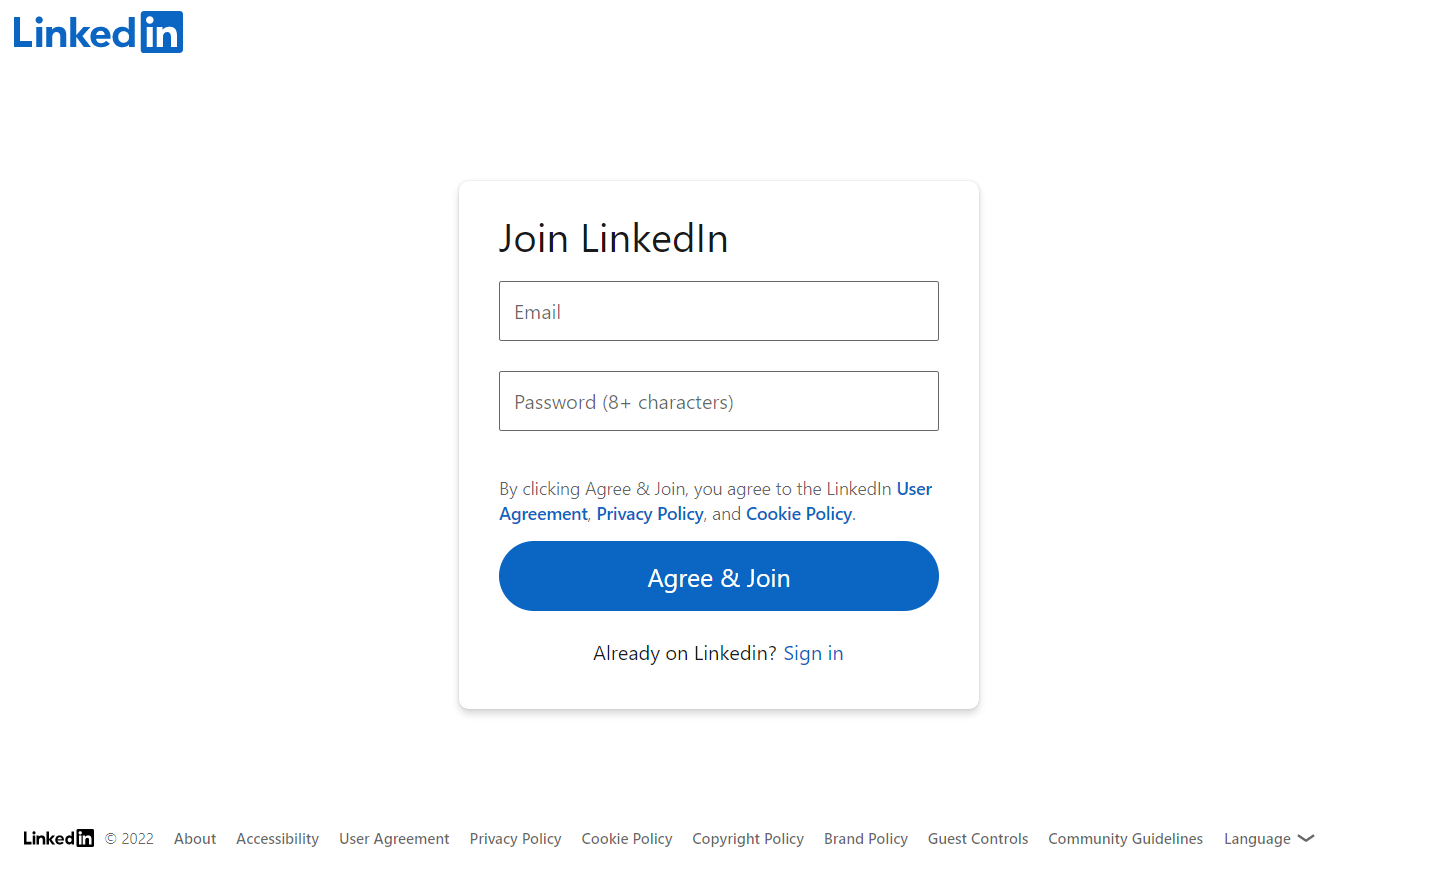 Linkedin
Join LinkedIn
Email
Password (8+ characters)
By clicking Agree & Join, you agree to the LinkedIn User
Agreement, Privacy Policy, and Cookie Policy.
Agree & Join
Already on Linkedin? Sign in
Linkedin © 2022 About Accessibility User Agreement Privacy Policy Cookie Policy Copyright Policy Brand Policy Guest Controls Community Guidelines Language